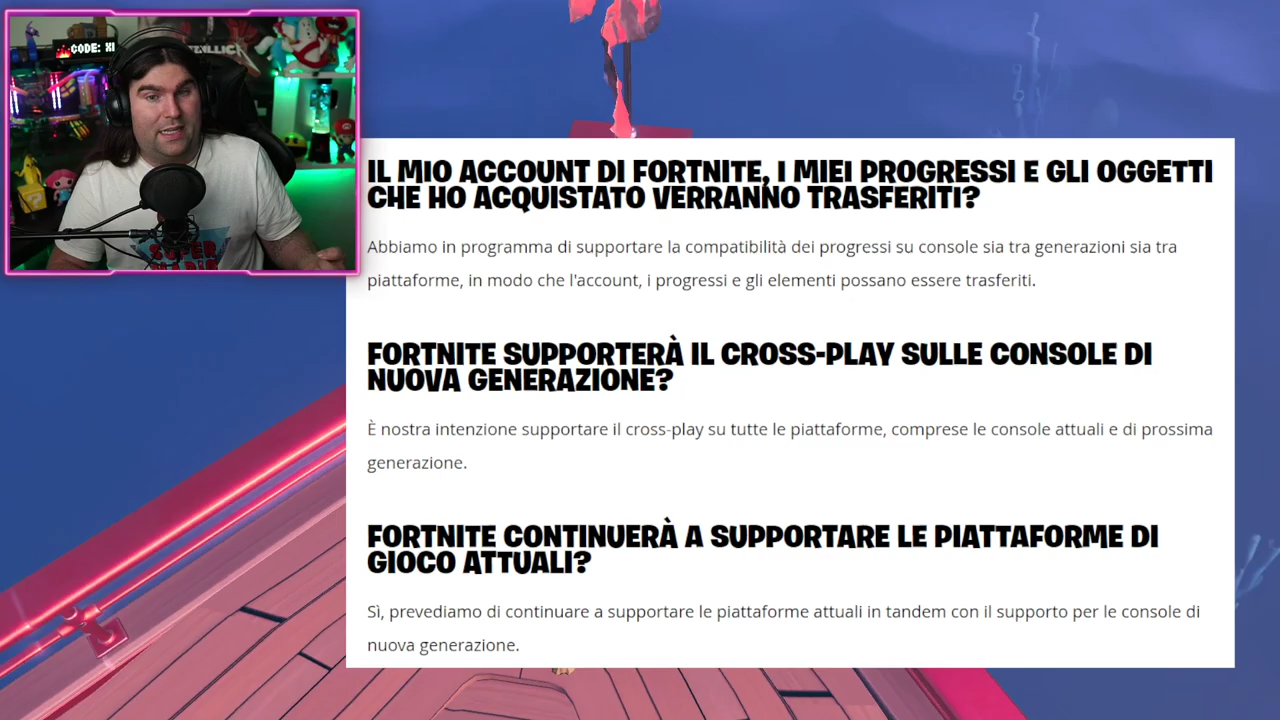 CODE: XI
METALLICA
IL MIO ACCOUNT DI FORTNITE, I MIEI PROGRESSI E GLI OGGETTI
CHE HO ACQUISTATO VERRANNO TRASFERITI?
Abbiamo in programma di supportare la compatibilità dei progressi su console sia tra generazioni sia tra
piattaforme, in modo che l'account, i progressi e gli elementi possano essere trasferiti.
FORTNITE SUPPORTERÀ IL CROSS-PLAY SULLE CONSOLE DI
NUOVA GENERAZIONE?
È nostra intenzione supportare il cross-play su tutte le piattaforme, comprese le console attuali e di prossima
generazione.
FORTNITE CONTINUERÀ A SUPPORTARE LE PIATTAFORME DI
GIOCO ATTUALI?
Sì, prevediamo di continuare a supportare le piattaforme attuali in tandem con il supporto per le console di
nuova generazione.